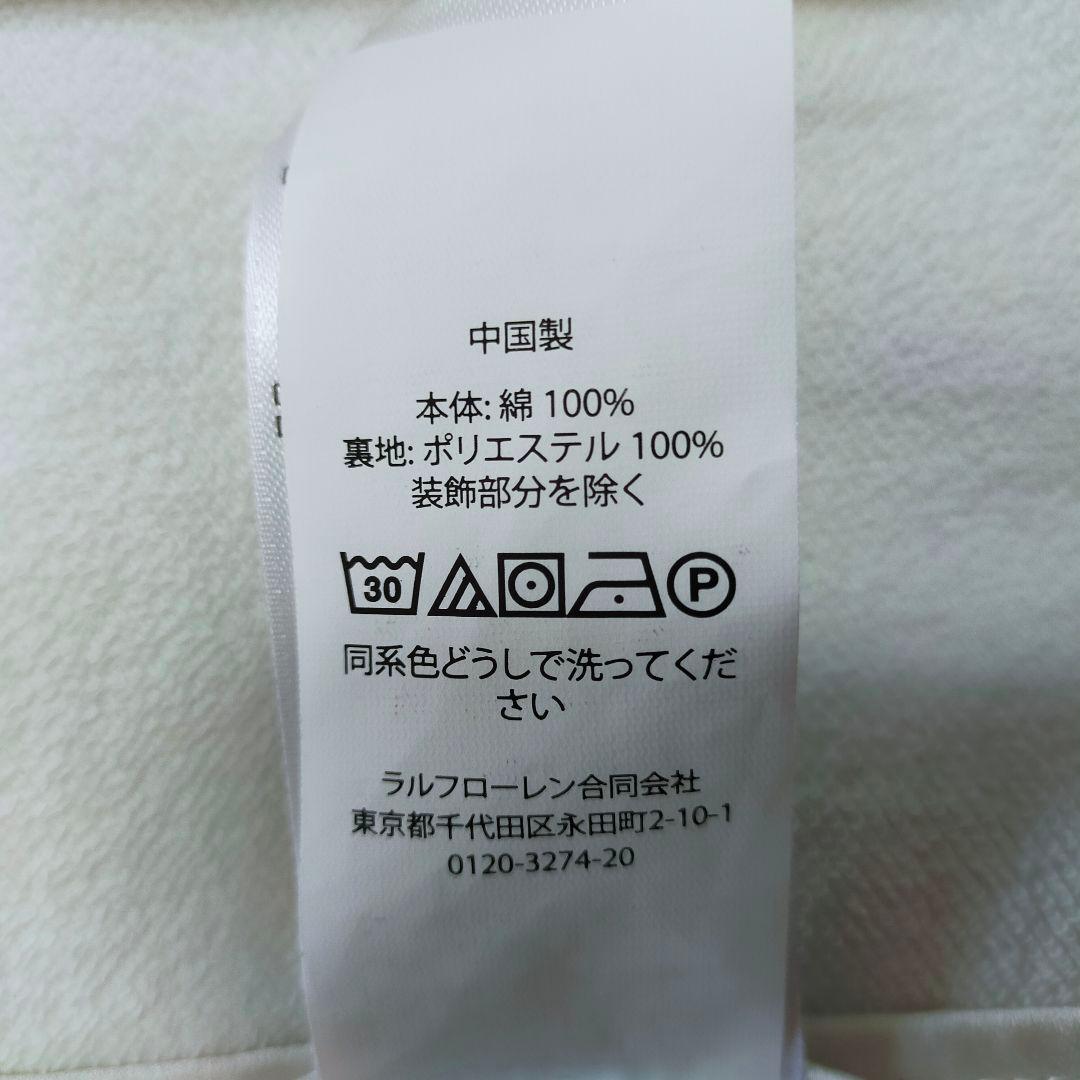 中国製
本体: 綿 100%
裏地: ポリエステル 100%
装飾部分を除く
30 P
同系色どうしで洗ってくだ
さい
ラルフローレン合同会社
東京都千代田区永田町2-10-1
0120-3274-20